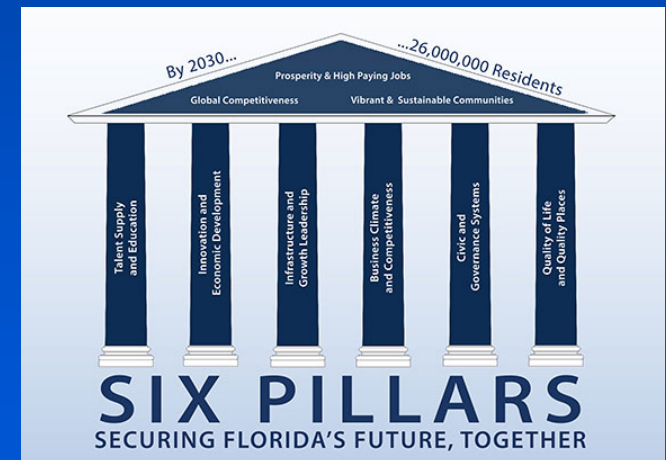 By 2030...
...26,000,000 Residents
Prosperity & High Paying Jobs
Global Competitiveness
Vibrant & Sustainable Communities
Talent Supply
and Education
Innovation and
Economic Development
Infrastructure and
Growth Leadership
Business Climate
and Competitiveness
Civic and
Governance Systems
Quality of Life
and Quality Places
SIX PILLARS
SECURING FLORIDA'S FUTURE, TOGETHER